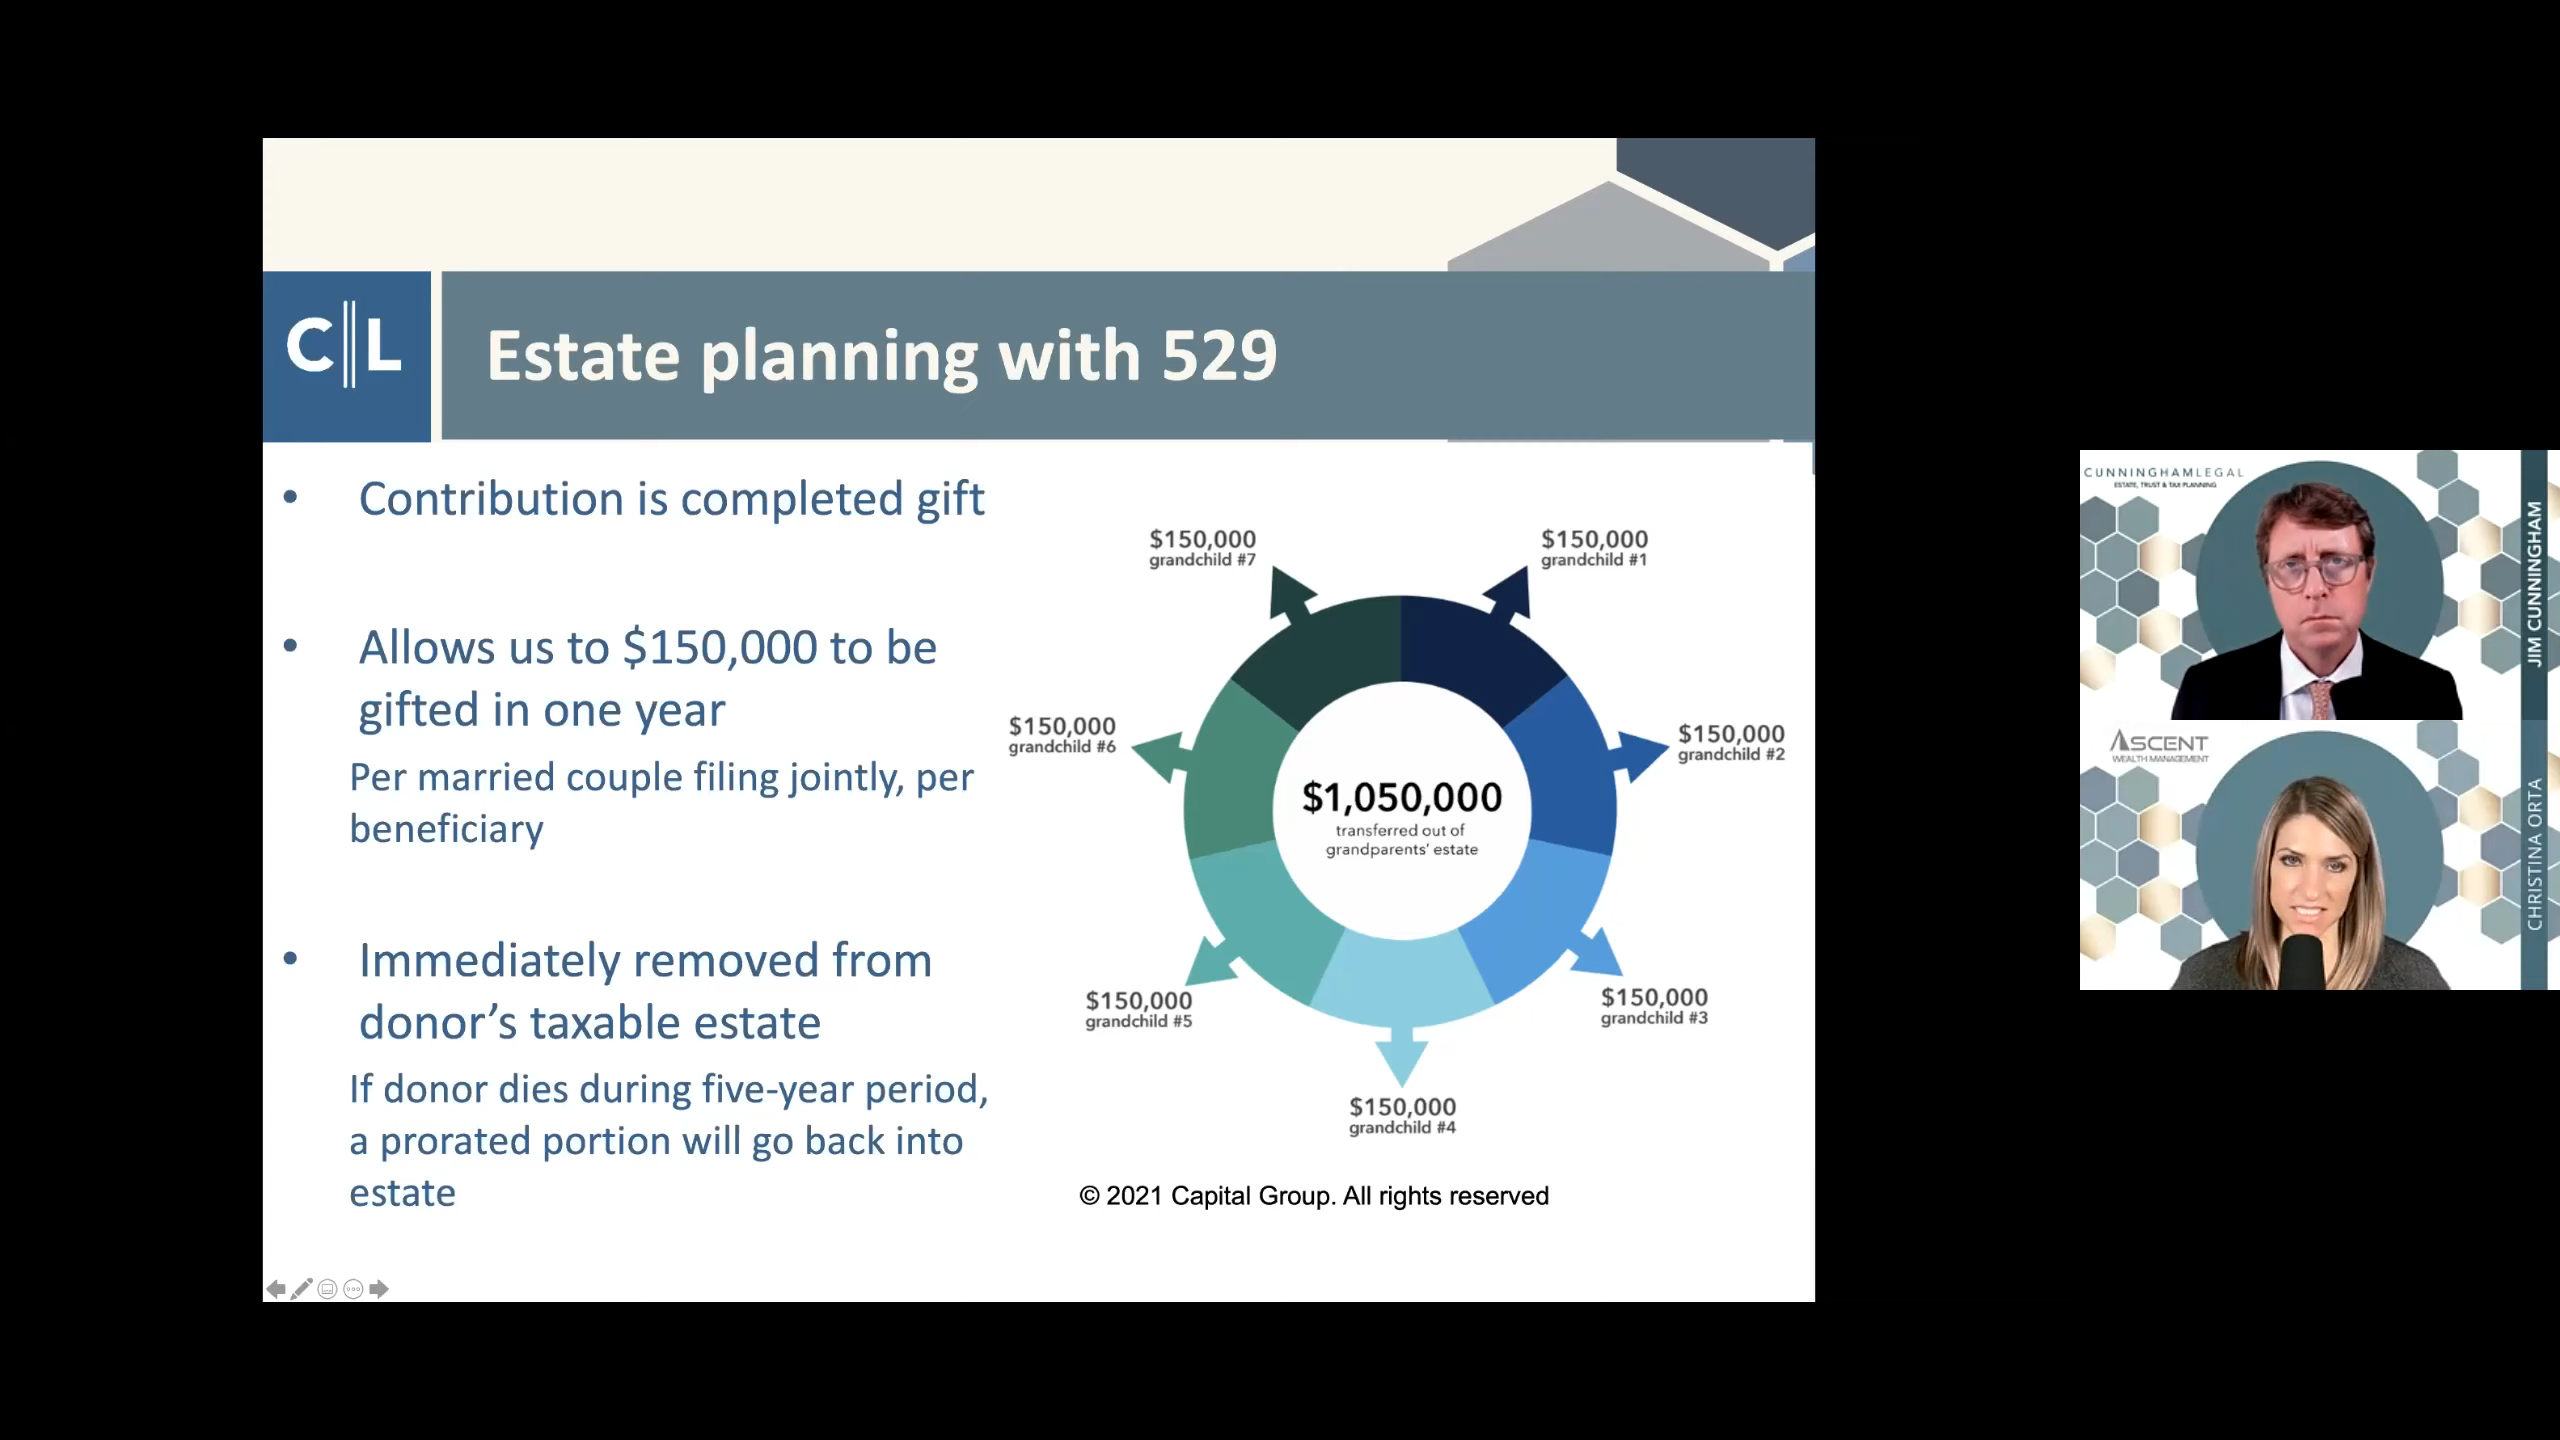 C L
Estate planning with 529
• Contribution is completed gift
• Allows us to $150,000 to be
gifted in one year
Per married couple filing jointly, per
beneficiary
• Immediately removed from
donor’s taxable estate
If donor dies during five-year period,
a prorated portion will go back into
estate
$150,000
grandchild #7
$150,000
grandchild #1
$150,000
grandchild #6
$150,000
grandchild #2
$1,050,000
transferred out of
grandparents’ estate
$150,000
grandchild #5
$150,000
grandchild #3
$150,000
grandchild #4
© 2021 Capital Group. All rights reserved
CUNNINGHAMLEGAL
ESTATE, TRUST & TAX PLANNING
JIM CUNNINGHAM
ASCENT
WEALTH MANAGEMENT
CHRISTINA ORTA